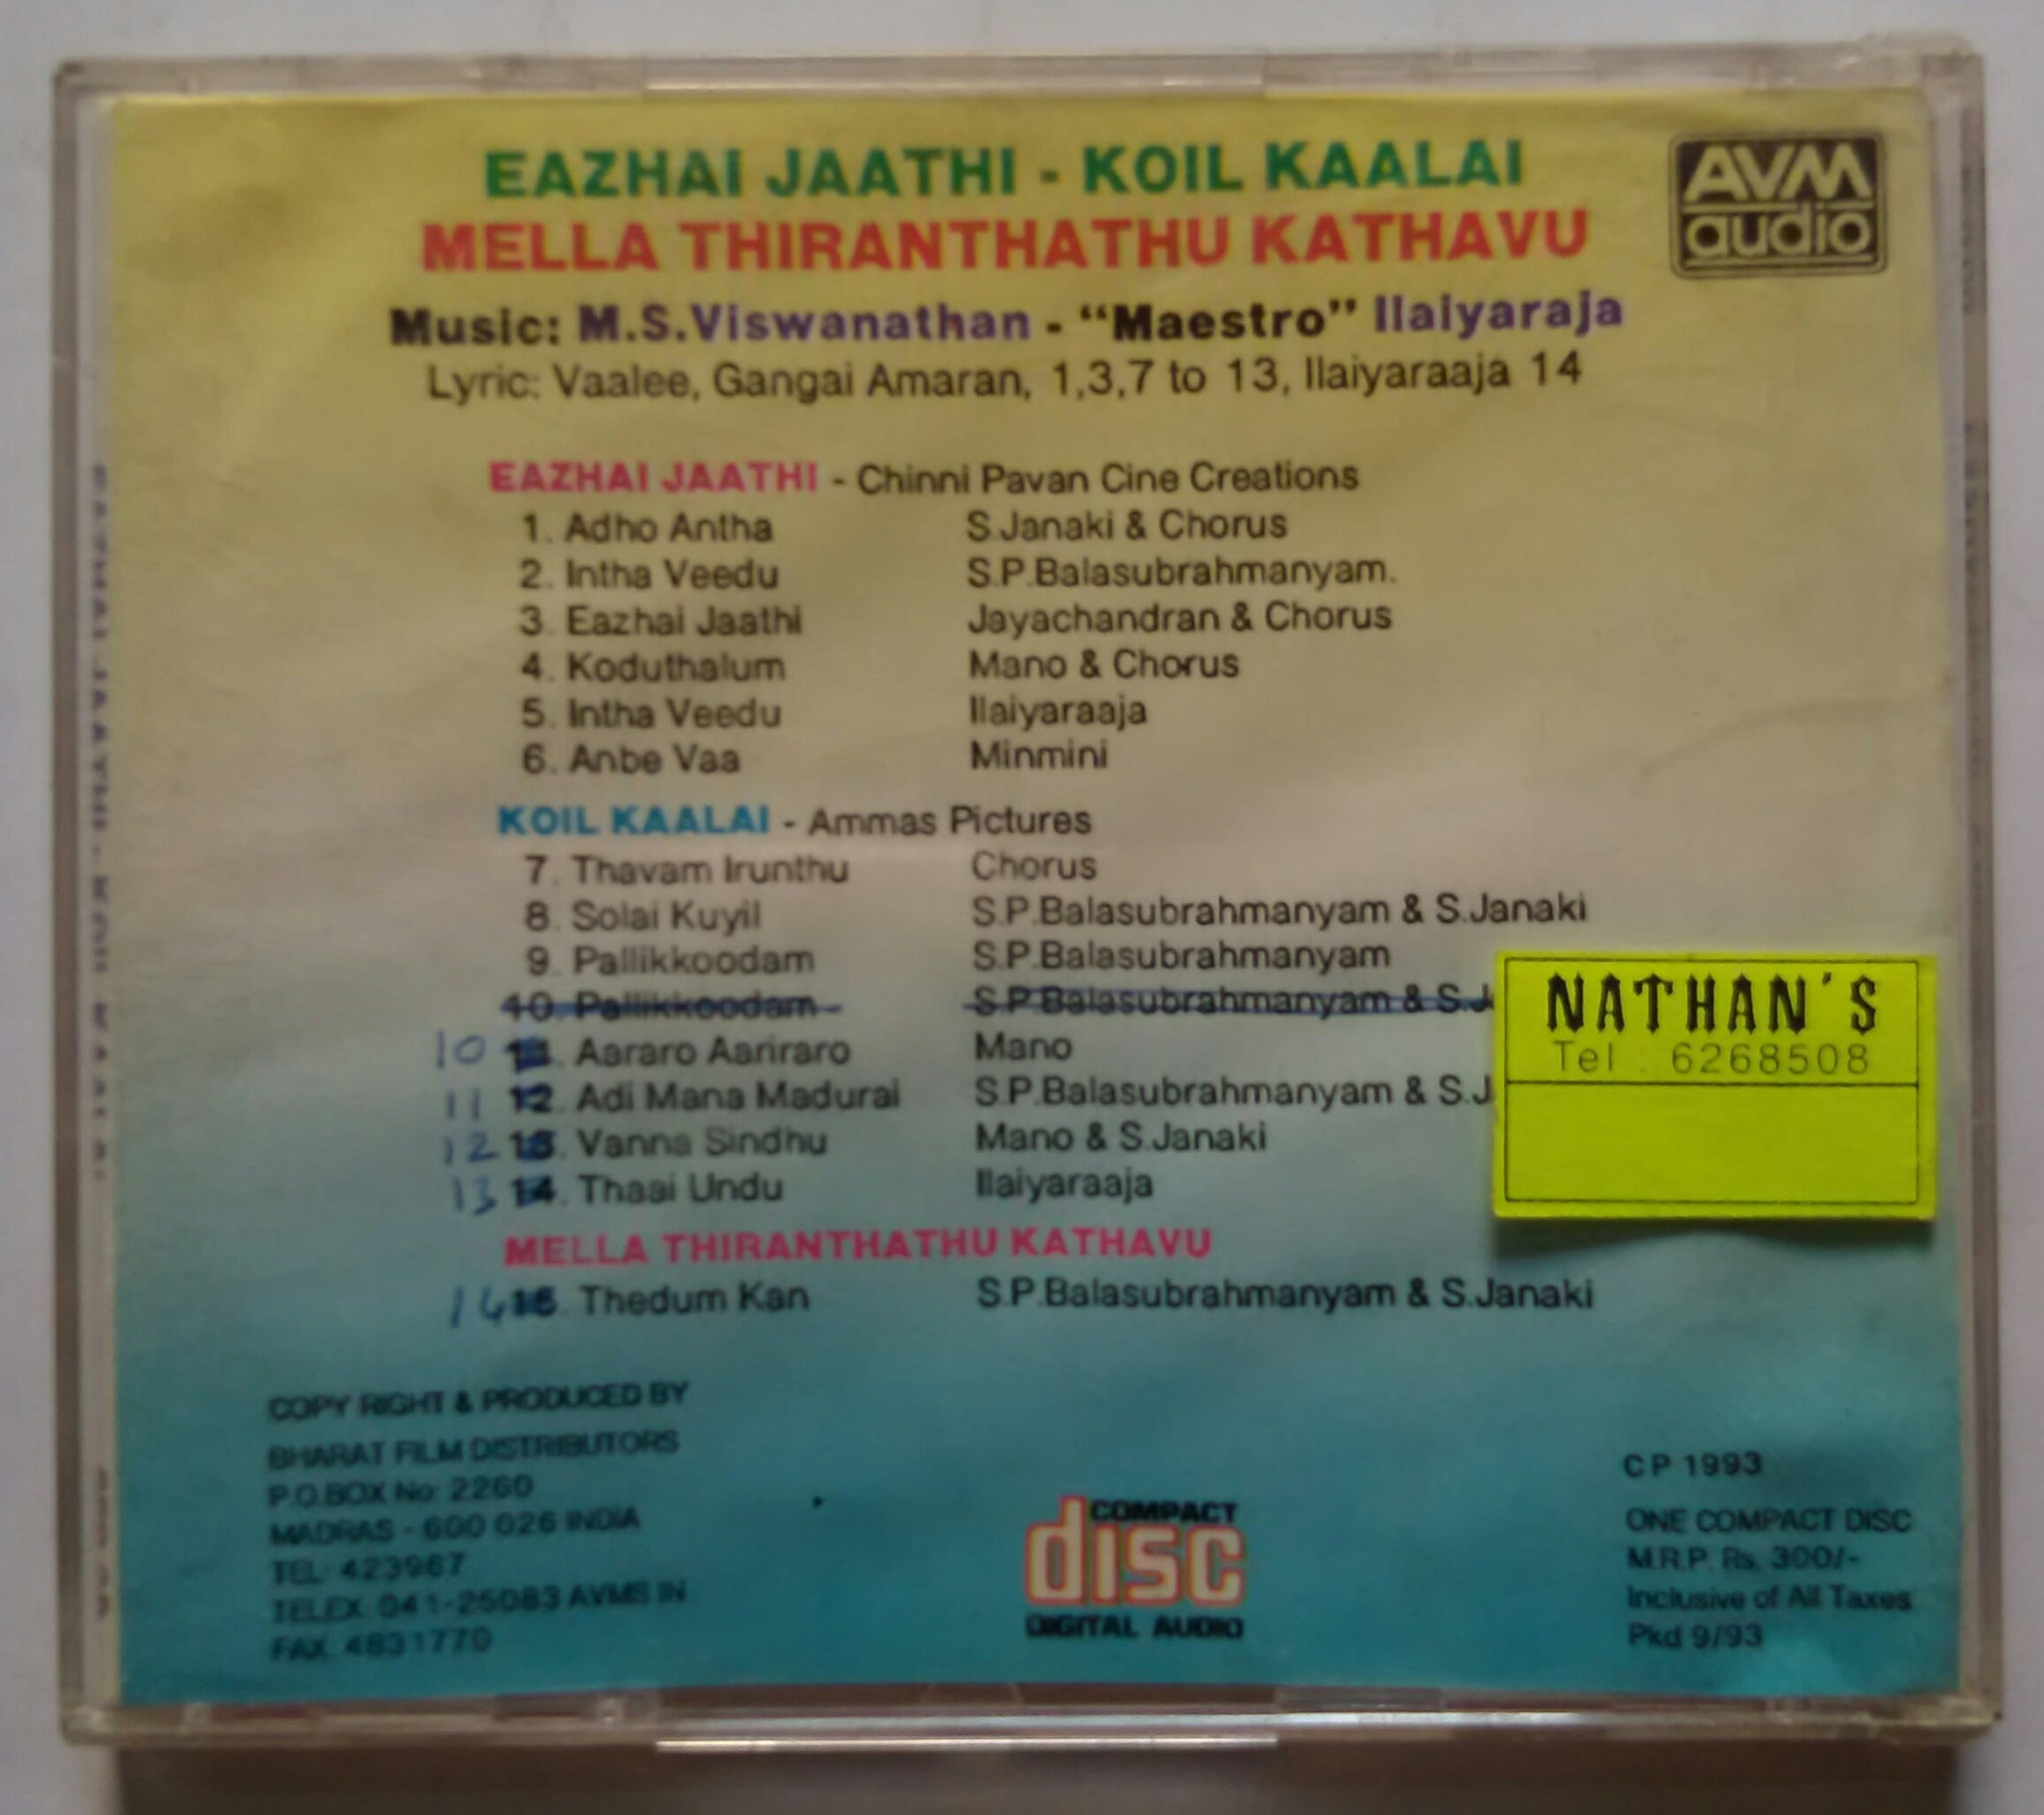 EAZHAI JAATHI - KOIL KAALAI
MELLA THIRANTHATHU KATHAVU
AVM
audio
Music: M.S.Viswanathan - "Maestro" Ilaiyaraja
Lyric: Vaalee, Gangai Amaran, 1,3,7 to 13, Ilaiyaraaja 14
EAZHAI JAATHI - Chinni Pavan Cine Creations
1. Adho Antha S.Janaki & Chorus
2. Intha Veedu S.P.Balasubrahmanyam.
3. Eazhai Jaathi Jayachandran & Chorus
4. Koduthalum Mano & Chorus
5. Intha Veedu Ilaiyaraaja
6. Anbe Vaa Minmini
KOIL KAALAI - Ammas Pictures
7. Thavam Irunthu Chorus
8. Solai Kuyil S.P.Balasubrahmanyam & S.Janaki
9. Pallikkoodam S.P.Balasubrahmanyam
10. Pallikkoodam S.P.Balasubrahmanyam & S.J
10 11. Aararo Aariraro Mano
11 12. Adi Mana Madurai S.P.Balasubrahmanyam & S.J
12 13. Vanna Sindhu Mano & S.Janaki
13 14. Thaai Undu Ilaiyaraaja
NATHAN'S
Tel : 6268508
MELLA THIRANTHATHU KATHAVU
14 15. Thedum Kan S.P.Balasubrahmanyam & S.Janaki
COPY RIGHT & PRODUCED BY
BHARAT FILM DISTRIBUTORS
P.O.BOX No: 2260
MADRAS - 600 026 INDIA
TEL: 423967
TELEX: 041-25083 AVMS IN
FAX: 4831770
COMPACT
disc
DIGITAL AUDIO
CP 1993
ONE COMPACT DISC
M.R.P. Rs. 300/-
Inclusive of All Taxes
Pkd 9/93
EAZHAI JAATHI - KOIL KAALAI